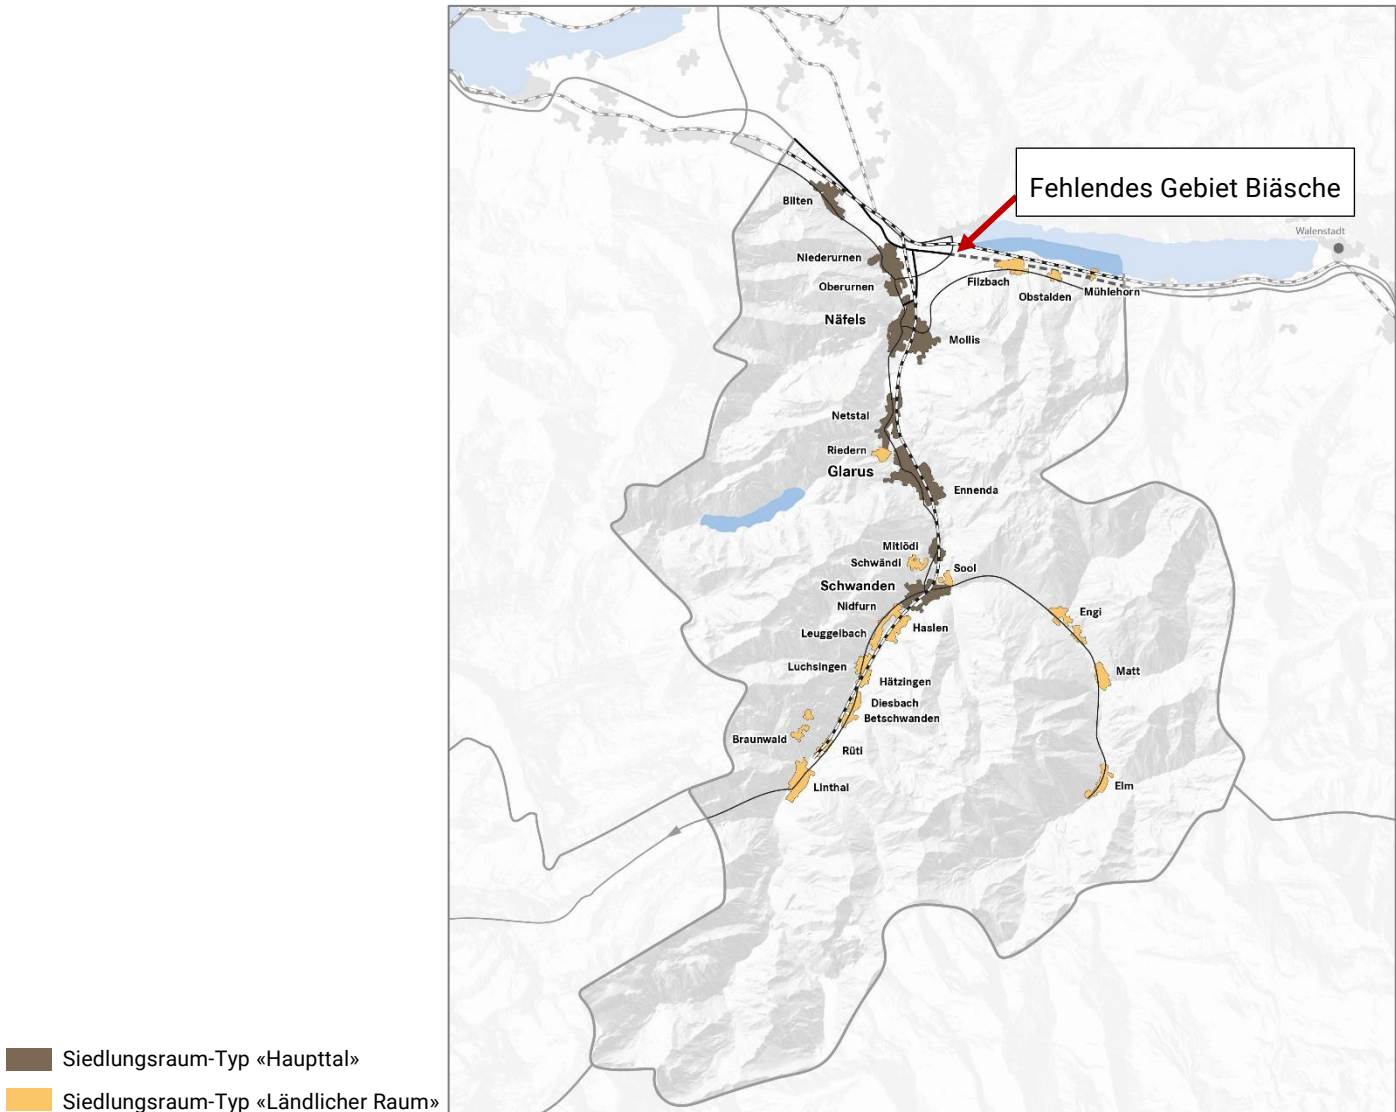 Fehlendes Gebiet Biäsche
Walenstadt
Bilten
Niederurnen
Oberurnen
Filzbach
Obstalden
Mühlehorn
Näfels
Mollis
Netstal
Riedern
Glarus
Ennenda
Mitlödi
Schwändi
Sool
Schwanden
Nidfurn
Engi
Leuggelbach
Haslen
Luchsingen
Matt
Hätzingen
Diesbach
Betschwanden
Braunwald
Rüti
Linthal
Elm
Siedlungsraum-Typ «Haupttal»
Siedlungsraum-Typ «Ländlicher Raum»